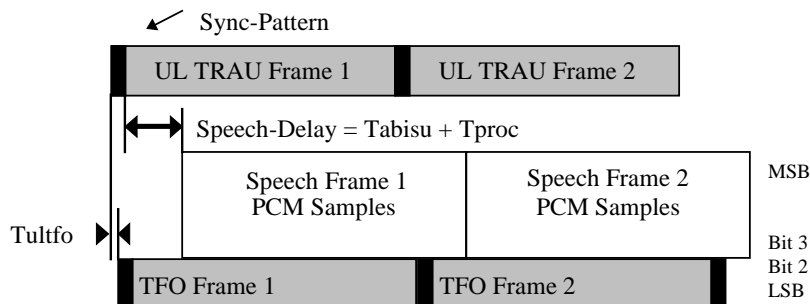 Sync-Pattern
UL TRAU Frame 1
UL TRAU Frame 2
Speech-Delay = Tabisu + Tproc
Speech Frame 1
PCM Samples
Speech Frame 2
PCM Samples
MSB
Tultfo
Bit 3
Bit 2
TFO Frame 1
TFO Frame 2
LSB